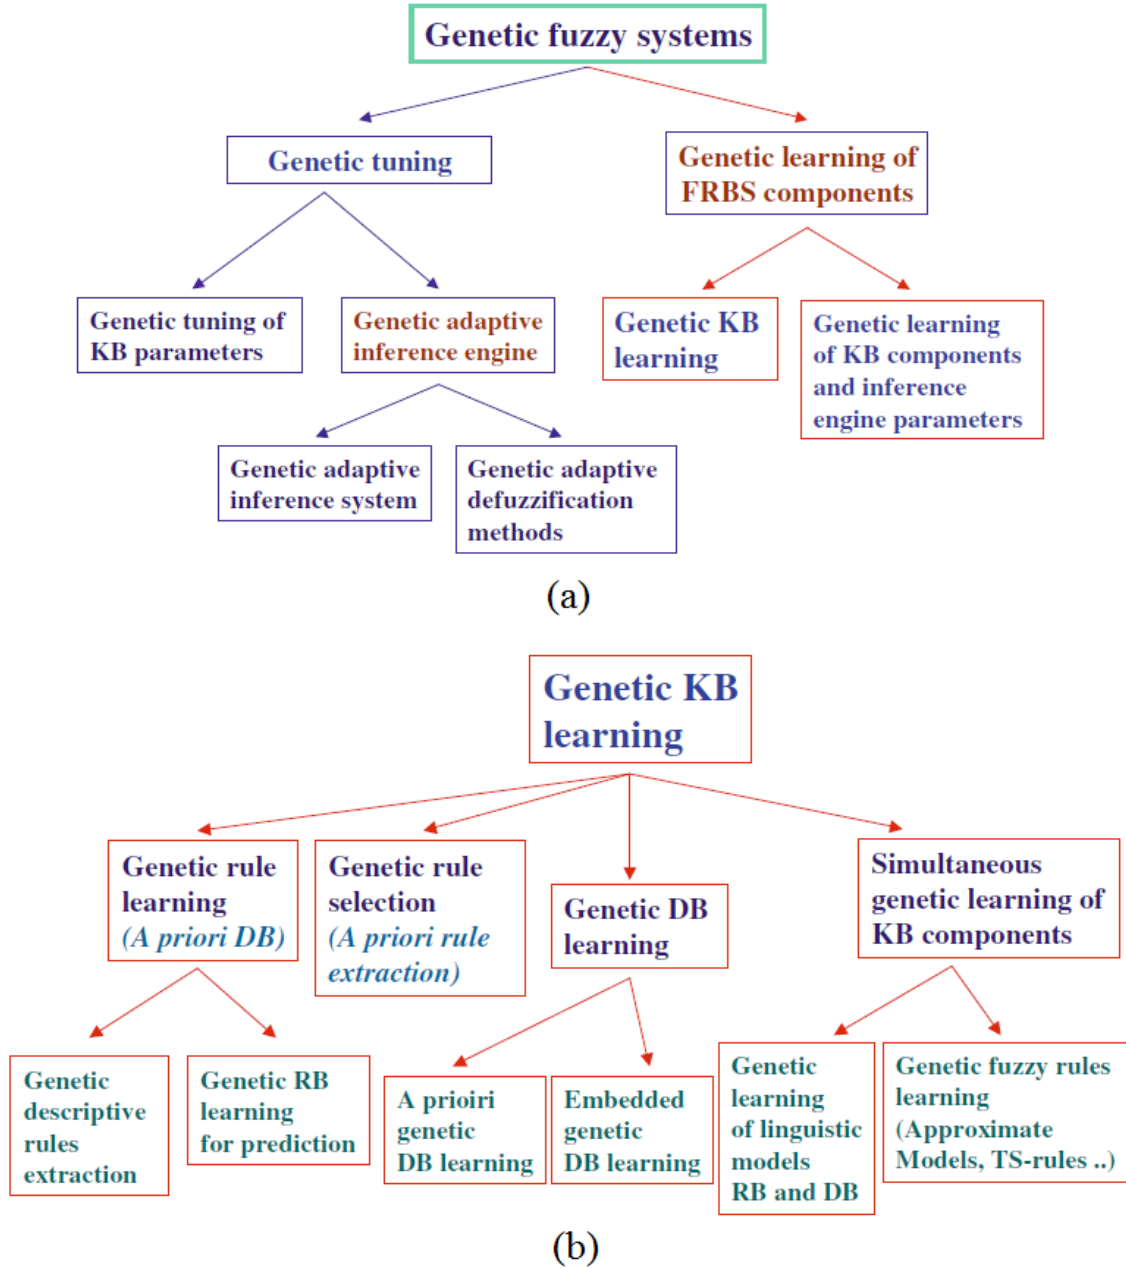 Genetic fuzzy systems
Genetic tuning
Genetic learning of
FRBS components
Genetic tuning of
KB parameters
Genetic adaptive
inference engine
Genetic KB
learning
Genetic learning
of KB components
and inference
engine parameters
Genetic adaptive
inference system
Genetic adaptive
defuzzification
methods
(a)
Genetic KB
learning
Genetic rule
learning
(A priori DB)
Genetic rule
selection
(A priori rule
extraction)
Genetic DB
learning
Simultaneous
genetic learning of
KB components
Genetic
descriptive
rules
extraction
Genetic RB
learning
for prediction
A prioiri
genetic
DB learning
Embedded
genetic
DB learning
Genetic
learning
of linguistic
models
RB and DB
Genetic fuzzy rules
learning
(Approximate
Models, TS-rules ..)
(b)